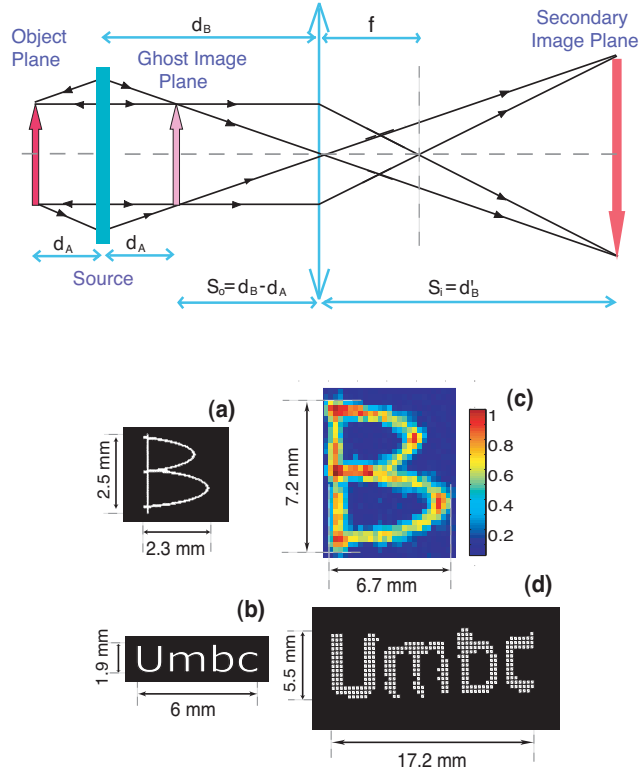 Object
Plane
d_B
f
Secondary
Image Plane
Ghost Image
Plane
d_A
d_A
Source
S_o=d_B-d_A
S_i=d'_B
(a)
2.5 mm
2.3 mm
(b)
1.9 mm
Umbc
6 mm
(c)
7.2 mm
B
6.7 mm
1
0.8
0.6
0.4
0.2
(d)
5.5 mm
Umbc
17.2 mm